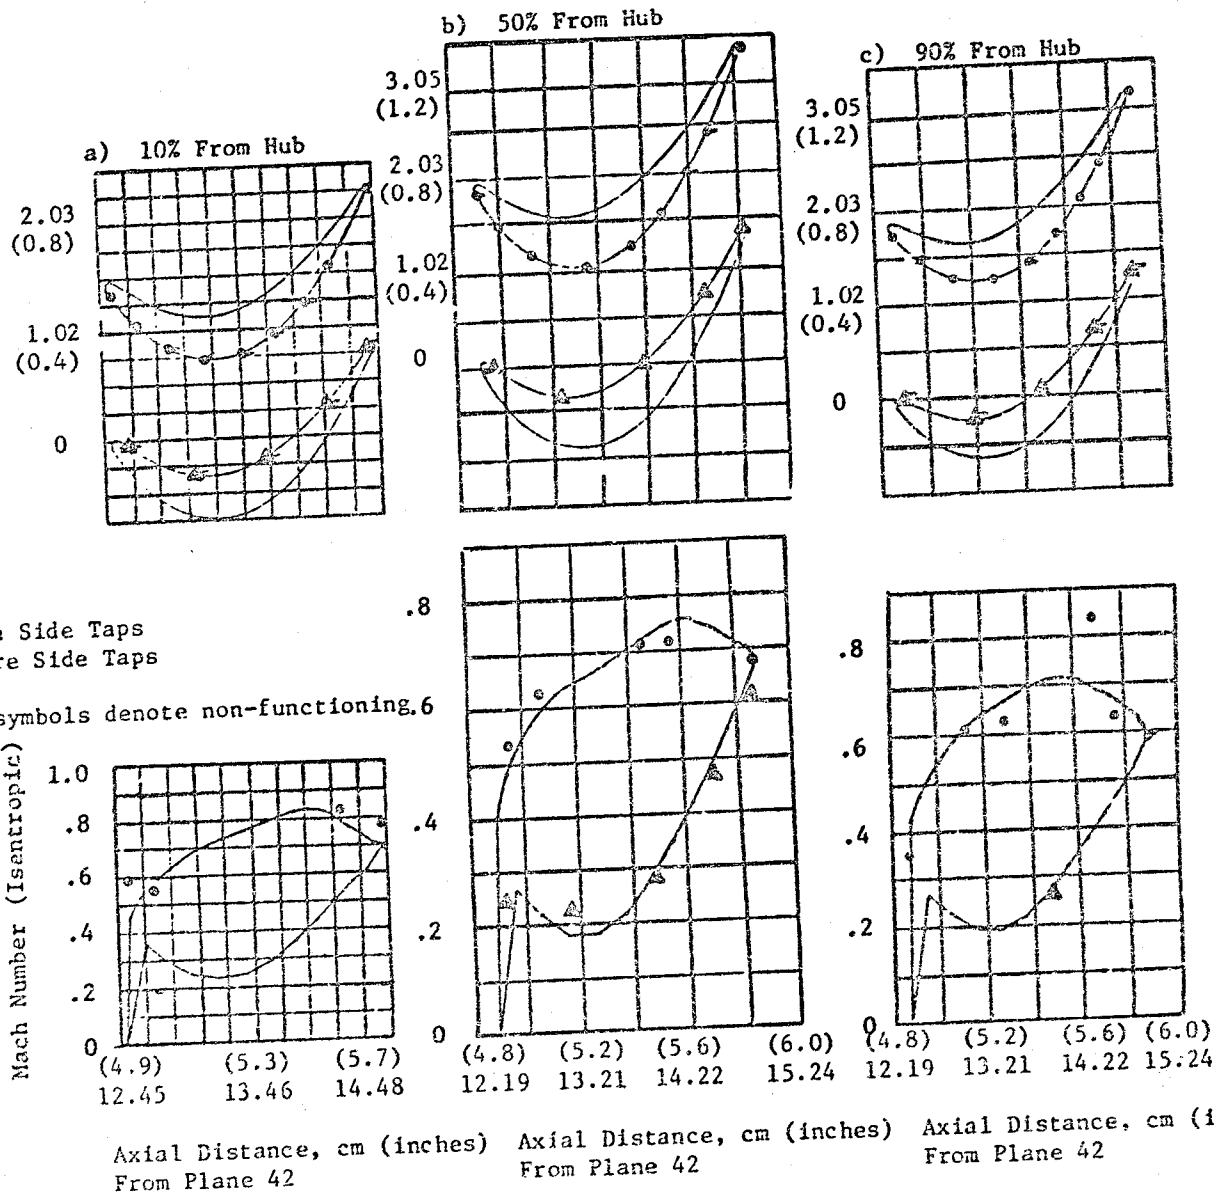 b) 50% From Hub
c) 90% From Hub
a) 10% From Hub
3.05
(1.2)
2.03
(0.8)
1.02
(0.4)
0
3.05
(1.2)
2.03
(0.8)
1.02
(0.4)
0
2.03
(0.8)
1.02
(0.4)
0
Side Taps
re Side Taps
symbols denote non-functioning
Mach Number (Isentropic)
1.0
.8
.6
.4
.2
0
(4.9) (5.3) (5.7)
12.45 13.46 14.48
Axial Distance, cm (inches)
From Plane 42
.8
.6
.4
.2
0
(4.8) (5.2) (5.6) (6.0)
12.19 13.21 14.22 15.24
Axial Distance, cm (inches)
From Plane 42
.8
.6
.4
.2
0
(4.8) (5.2) (5.6) (6.0)
12.19 13.21 14.22 15.24
Axial Distance, cm (i
From Plane 42